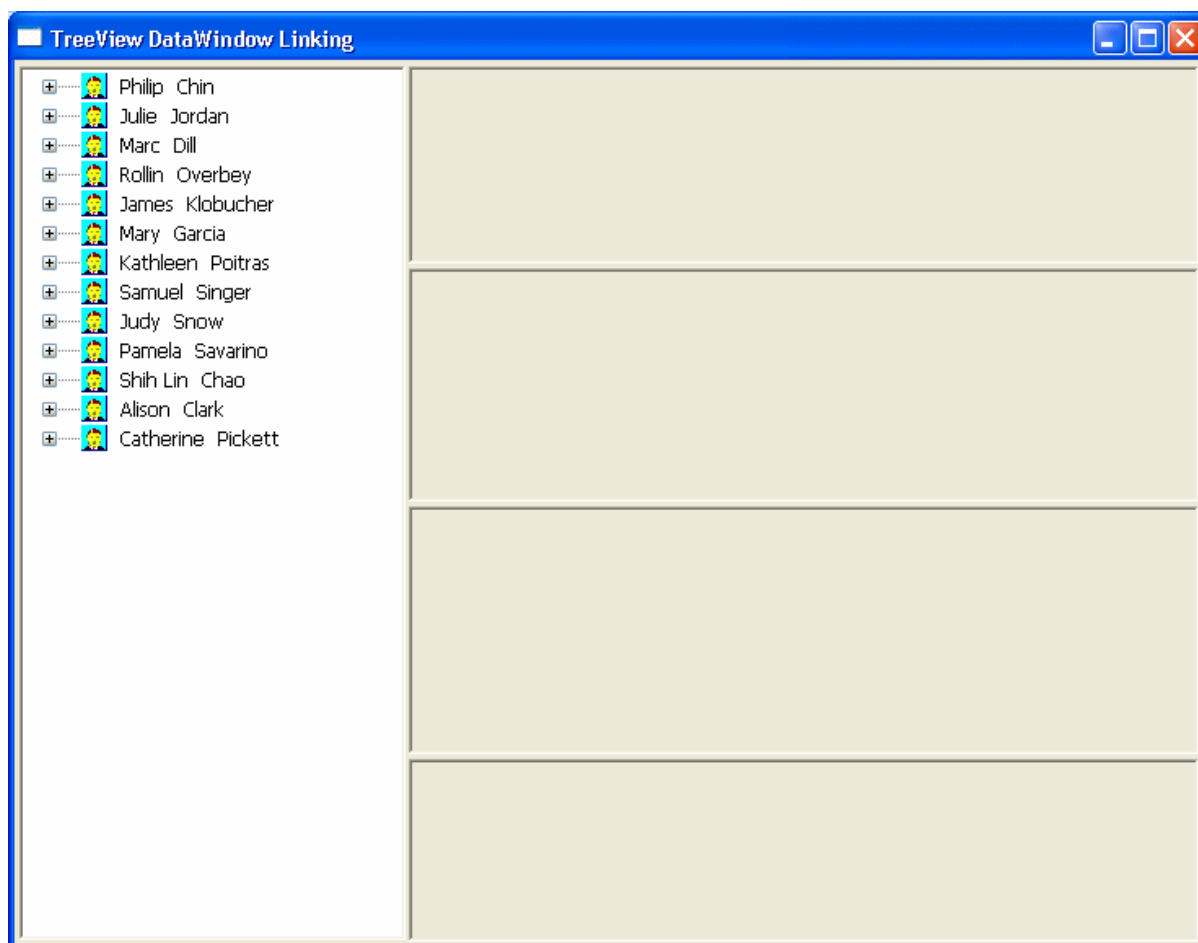 TreeView DataWindow Linking
Philip Chin
Julie Jordan
Marc Dill
Rollin Overbey
James Klobucher
Mary Garcia
Kathleen Poitras
Samuel Singer
Judy Snow
Pamela Savarino
Shih Lin Chao
Alison Clark
Catherine Pickett